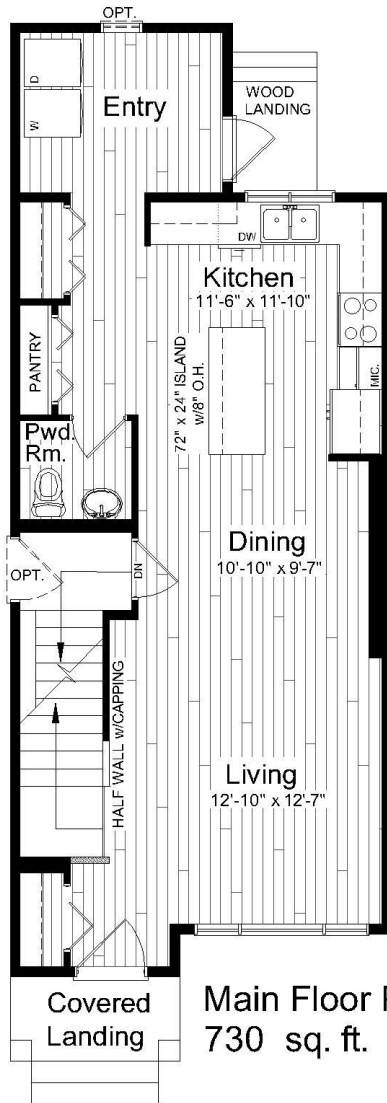 OPT.
D
W
Entry
WOOD
LANDING
DW
Kitchen
11'-6" x 11'-10"
PANTRY
72" x 24" ISLAND
w/8" O.H.
MIC.
Pwd.
Rm.
OPT.
DN
Dining
10'-10" x 9'-7"
HALF WALL w/CAPPING
Living
12'-10" x 12'-7"
Covered
Landing
Main Floor
730 sq. ft.